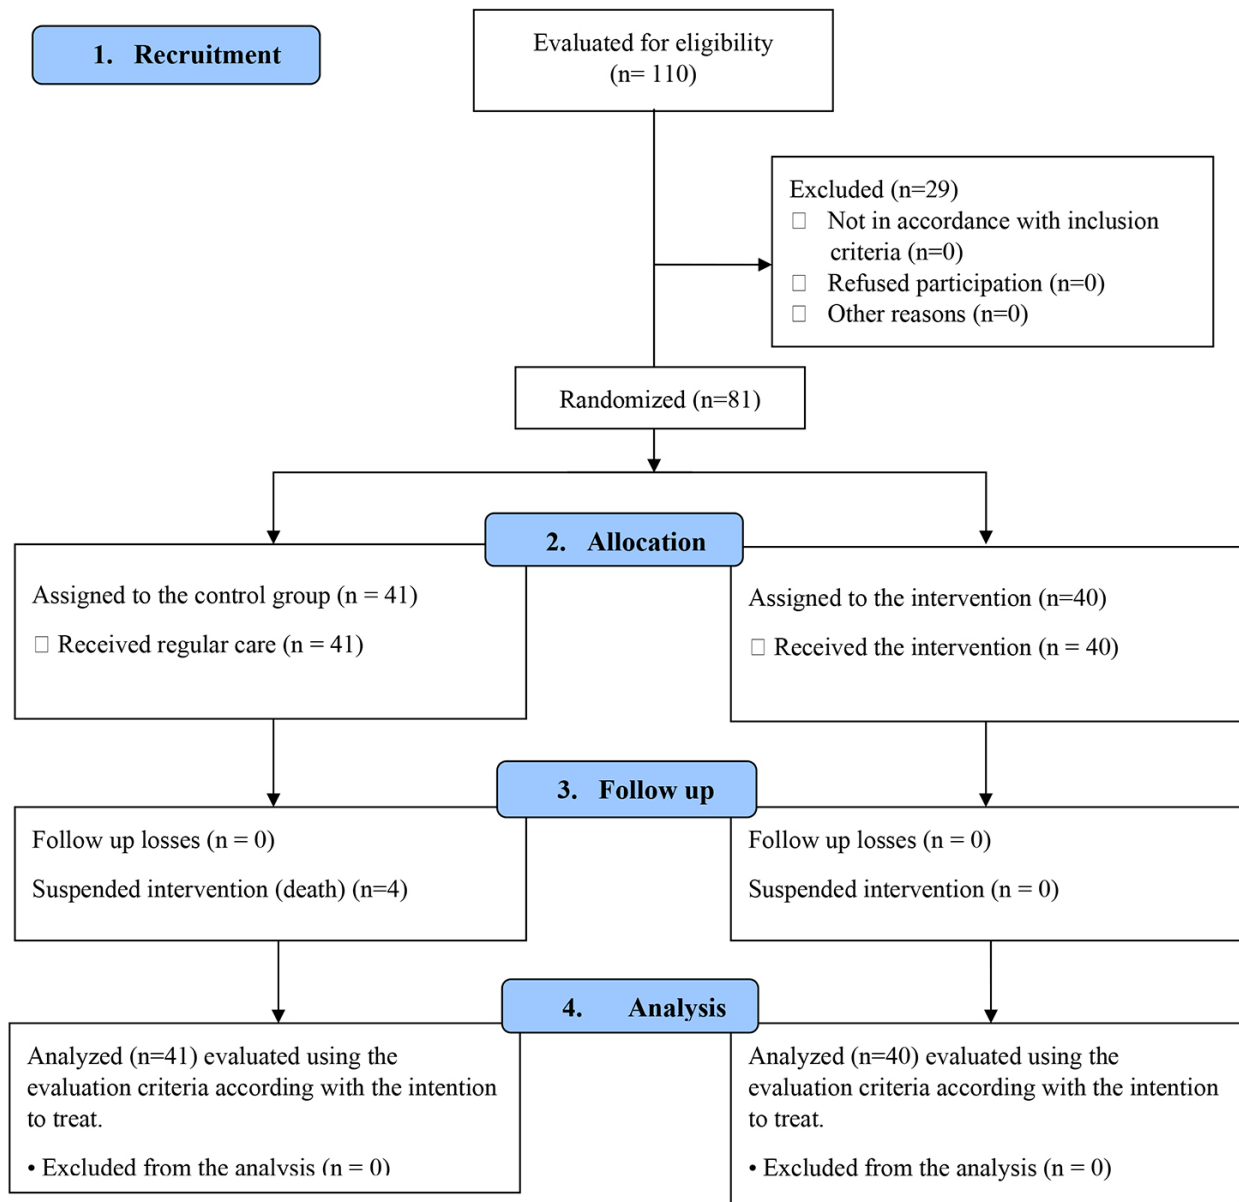 1. Recruitment
Evaluated for eligibility
(n= 110)
Excluded (n=29)
Not in accordance with inclusion
criteria (n=0)
Refused participation (n=0)
Other reasons (n=0)
Randomized (n=81)
2. Allocation
Assigned to the control group (n = 41)
Received regular care (n = 41)
Assigned to the intervention (n=40)
Received the intervention (n = 40)
3. Follow up
Follow up losses (n = 0)
Suspended intervention (death) (n=4)
Follow up losses (n = 0)
Suspended intervention (n = 0)
4. Analysis
Analyzed (n=41) evaluated using the
evaluation criteria according with the intention
to treat.
• Excluded from the analysis (n = 0)
Analyzed (n=40) evaluated using the
evaluation criteria according with the intention
to treat.
• Excluded from the analysis (n = 0)